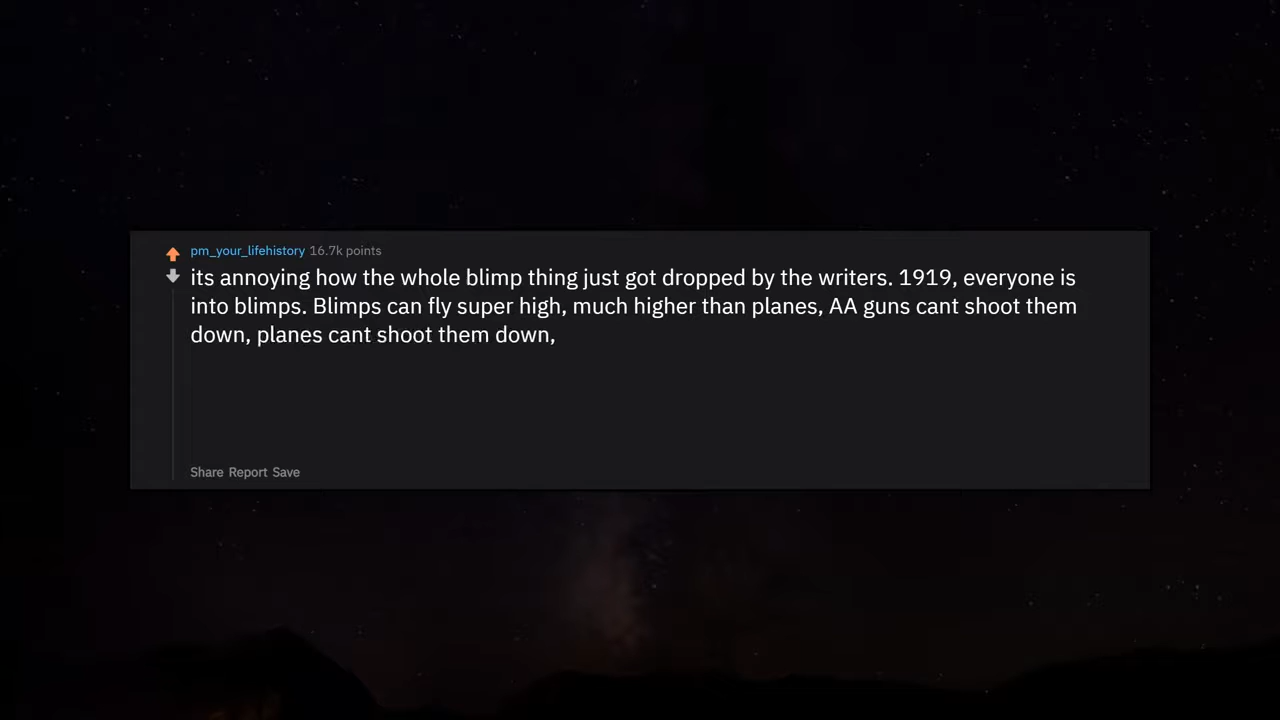 pm_your_lifehistory 16.7k points
its annoying how the whole blimp thing just got dropped by the writers. 1919, everyone is
into blimps. Blimps can fly super high, much higher than planes, AA guns cant shoot them
down, planes cant shoot them down,
Share Report Save